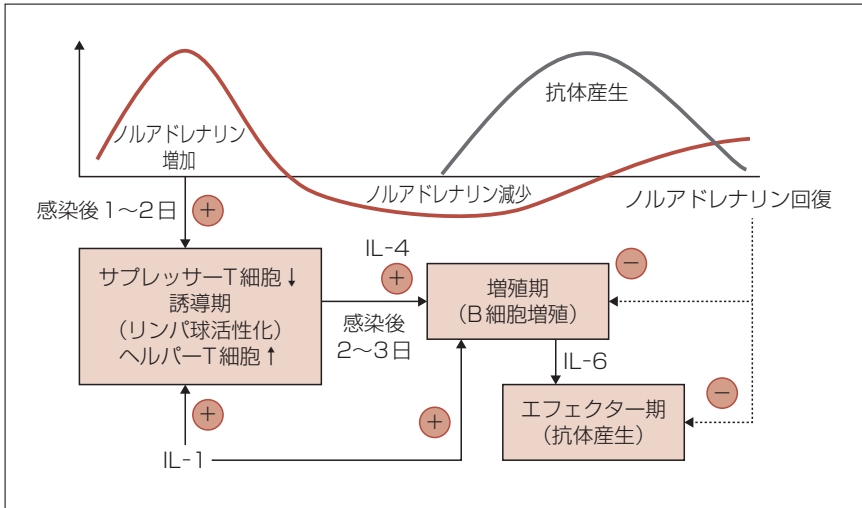 ノルアドレナリン
増加
抗体産生
ノルアドレナリン減少
ノルアドレナリン回復
感染後1〜2日
+
サプレッサーT細胞↓
誘導期
(リンパ球活性化)
ヘルパーT細胞↑
IL-4
+
感染後
2〜3日
増殖期
(B細胞増殖)
−
IL-6
エフェクター期
(抗体産生)
−
+
+
IL-1